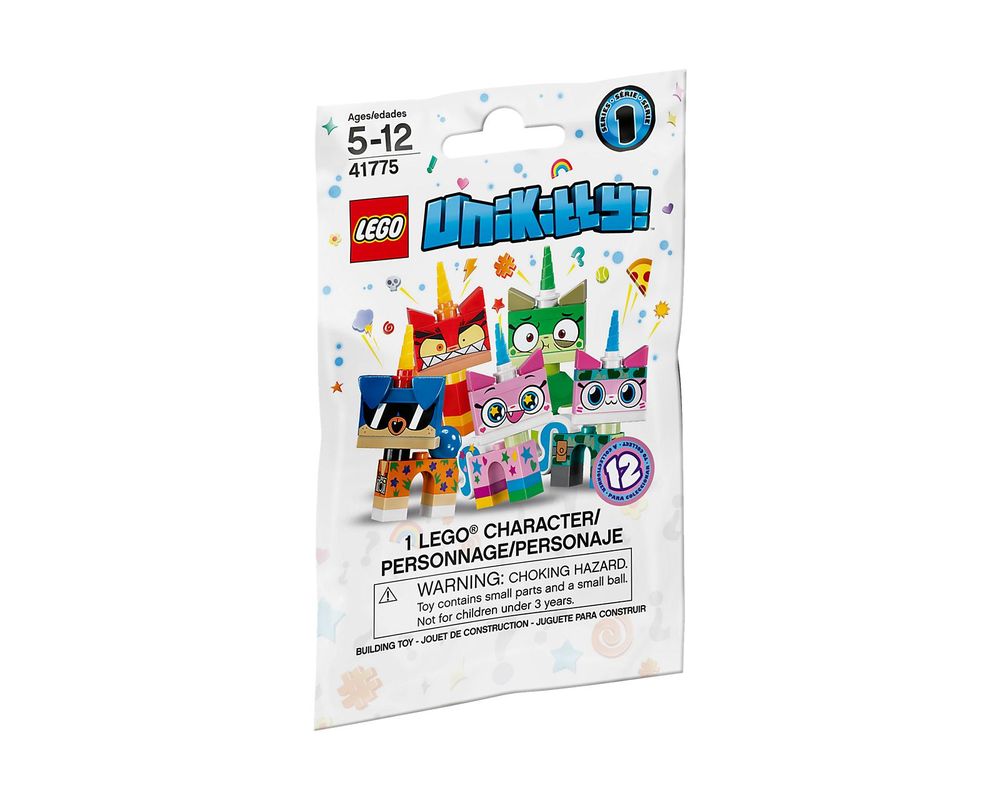 Ages/edades
5-12
41775
SERIES • SÉRIE • SERIE
1
LEGO
UniKitty!™
12
TO COLLECT • À COLLECTIONNER • PARA COLECCIONAR
1 LEGO® CHARACTER/
PERSONNAGE/PERSONAJE
⚠ WARNING: CHOKING HAZARD.
Toy contains small parts and a small ball.
Not for children under 3 years.
BUILDING TOY - JOUET DE CONSTRUCTION - JUGUETE PARA CONSTRUIR